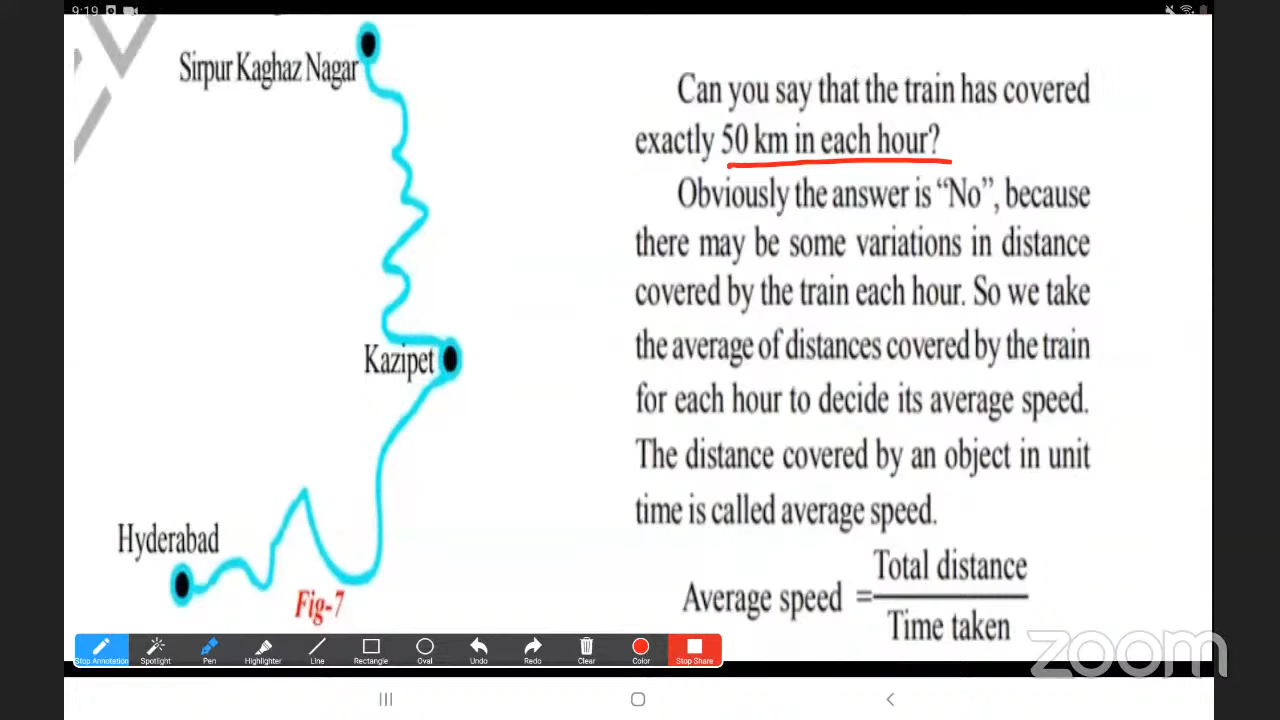 9:19
Sirpur Kaghaz Nagar
Kazipet
Hyderabad
Fig-7
Can you say that the train has covered
exactly 50 km in each hour?
Obviously the answer is “No”, because
there may be some variations in distance
covered by the train each hour. So we take
the average of distances covered by the train
for each hour to decide its average speed.
The distance covered by an object in unit
time is called average speed.
Average speed = Total distance
Time taken
Stop Annotation Spotlight Pen Highlighter Line Rectangle Oval Undo Redo Clear Color Stop Share
zoom